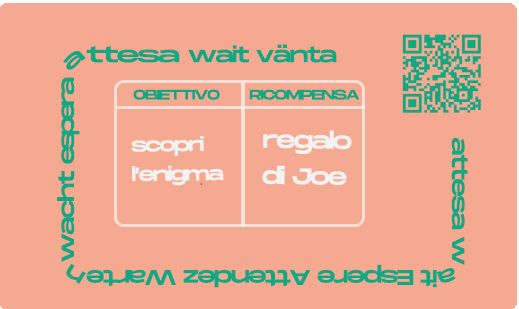 attesa wait vänta
OBIETTIVO
RICOMPENSA
scopri
l'enigma
regalo
di Joe
attesa wait Espere Attendez Warten
wacht espera